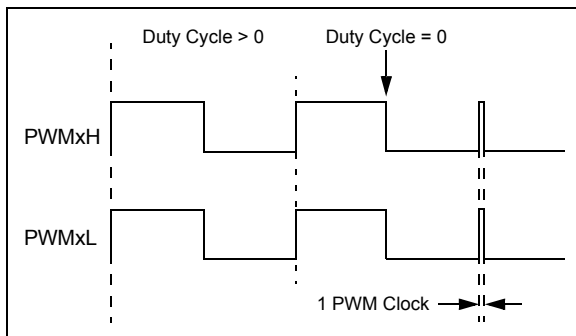 Duty Cycle > 0
Duty Cycle = 0
PWMxH
PWMxL
1 PWM Clock